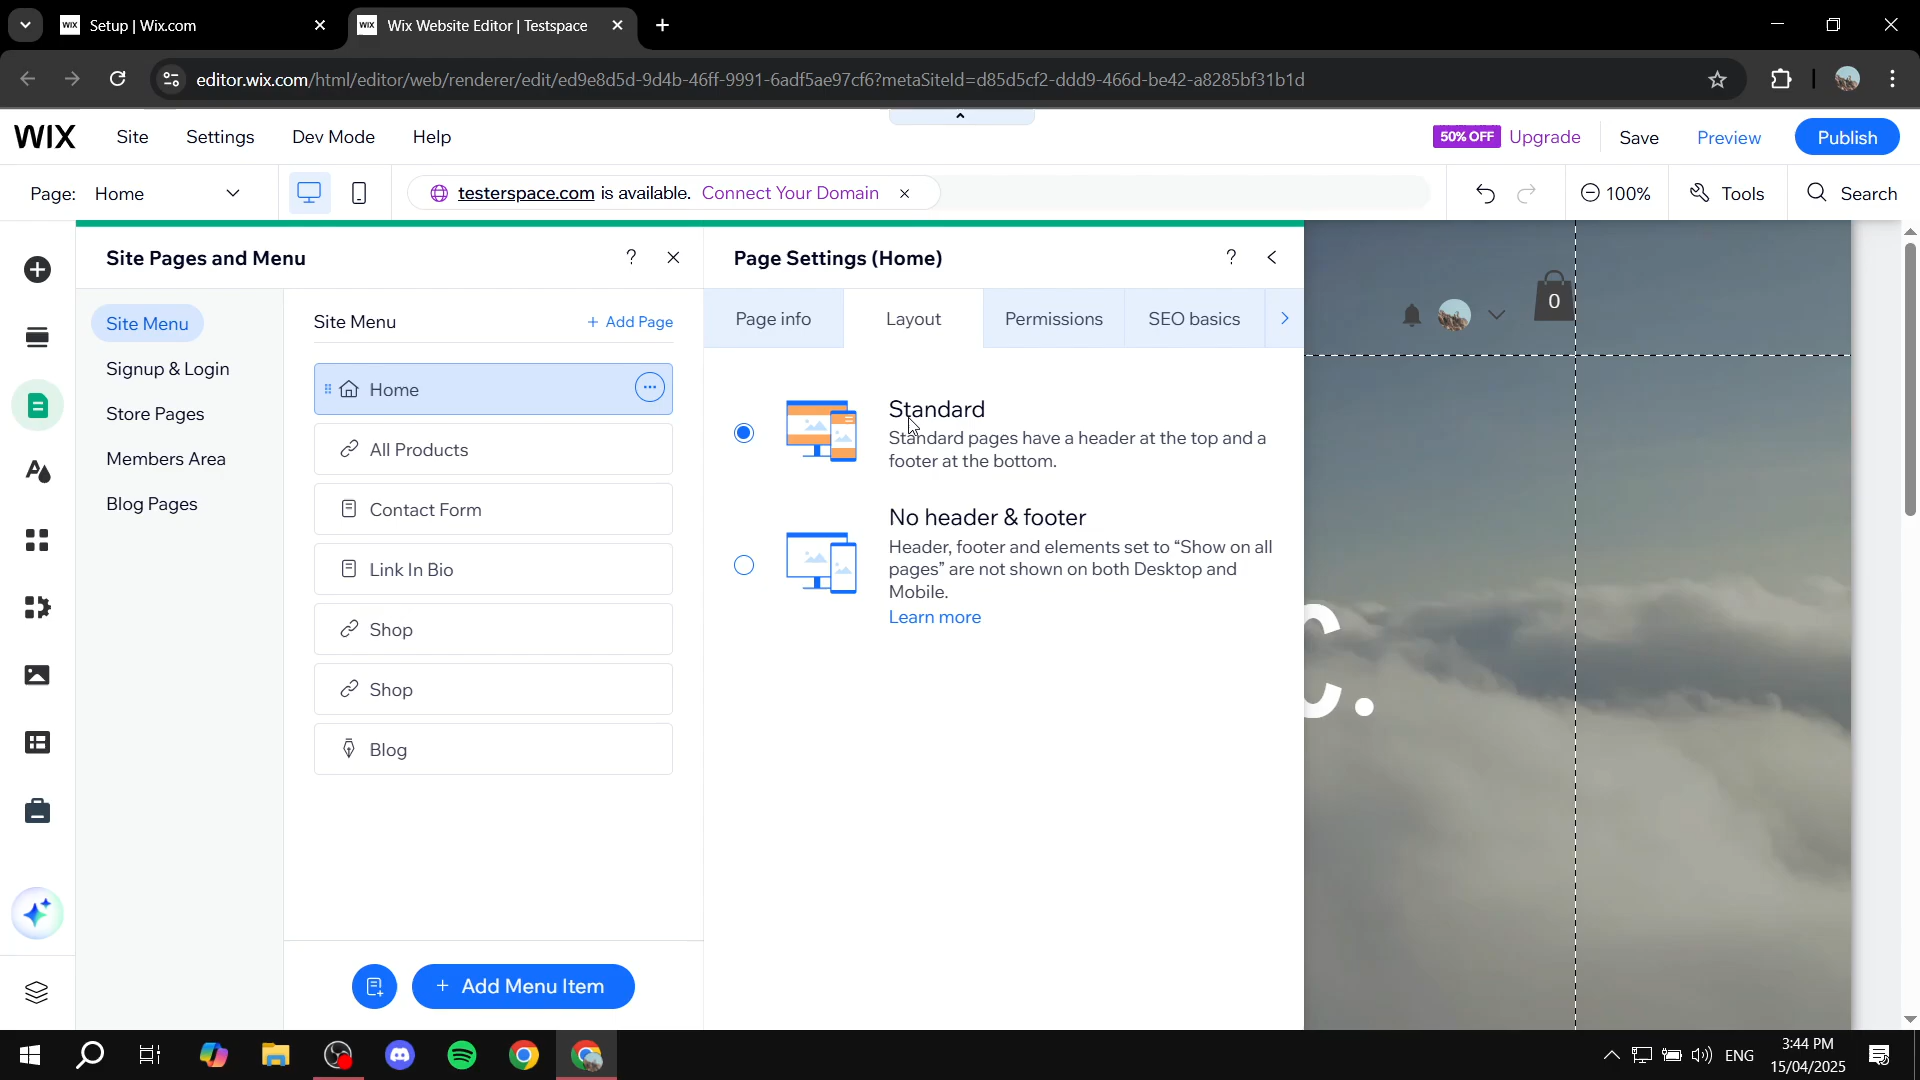 WIX Setup | Wix.com
WIX Wix Website Editor | Testspace
editor.wix.com/html/editor/web/renderer/edit/ed9e8d5d-9d4b-46ff-9991-6adf5ae97cf6?metaSiteId=d85d5cf2-ddd9-466d-be42-a8285bf31b1d
WIX Site Settings Dev Mode Help 50% OFF Upgrade Save Preview Publish
Page: Home testerspace.com is available. Connect Your Domain 100% Tools Search
Site Pages and Menu ?
Page Settings (Home) ?
Site Menu
Signup & Login
Store Pages
Members Area
Blog Pages
Site Menu + Add Page
Home
All Products
Contact Form
Link In Bio
Shop
Shop
Blog
+ Add Menu Item
Page info Layout Permissions SEO basics
Standard
Standard pages have a header at the top and a
footer at the bottom.
No header & footer
Header, footer and elements set to “Show on all
pages” are not shown on both Desktop and
Mobile.
Learn more
0
c.
ENG
3:44 PM
15/04/2025